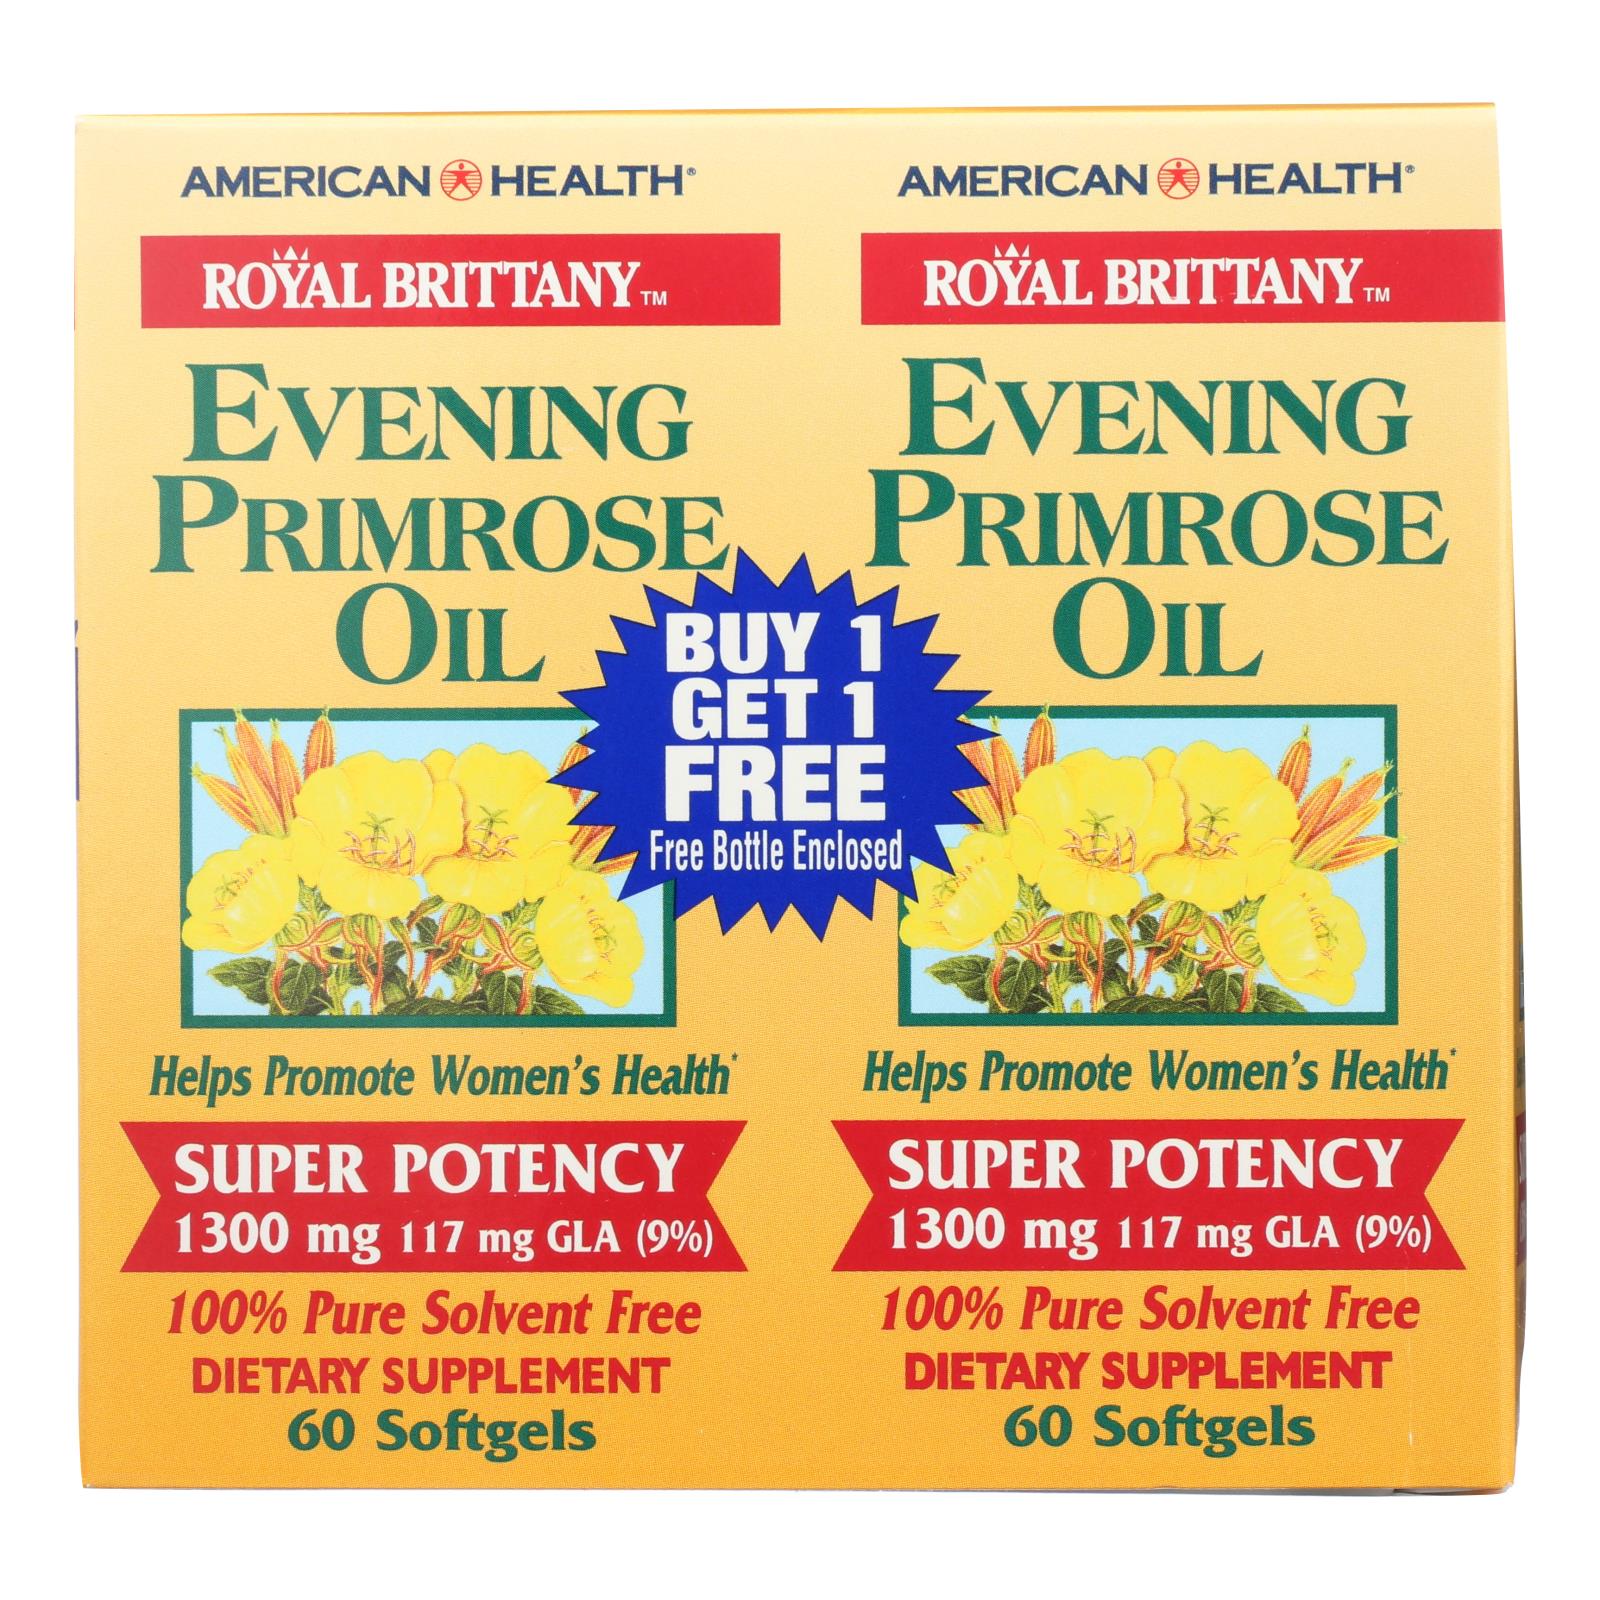 AMERICAN HEALTH®
ROYAL BRITTANY™
EVENING
PRIMROSE
OIL
Helps Promote Women's Health*
SUPER POTENCY
1300 mg 117 mg GLA (9%)
100% Pure Solvent Free
DIETARY SUPPLEMENT
60 Softgels
BUY 1
GET 1
FREE
Free Bottle Enclosed
AMERICAN HEALTH®
ROYAL BRITTANY™
EVENING
PRIMROSE
OIL
Helps Promote Women's Health*
SUPER POTENCY
1300 mg 117 mg GLA (9%)
100% Pure Solvent Free
DIETARY SUPPLEMENT
60 Softgels